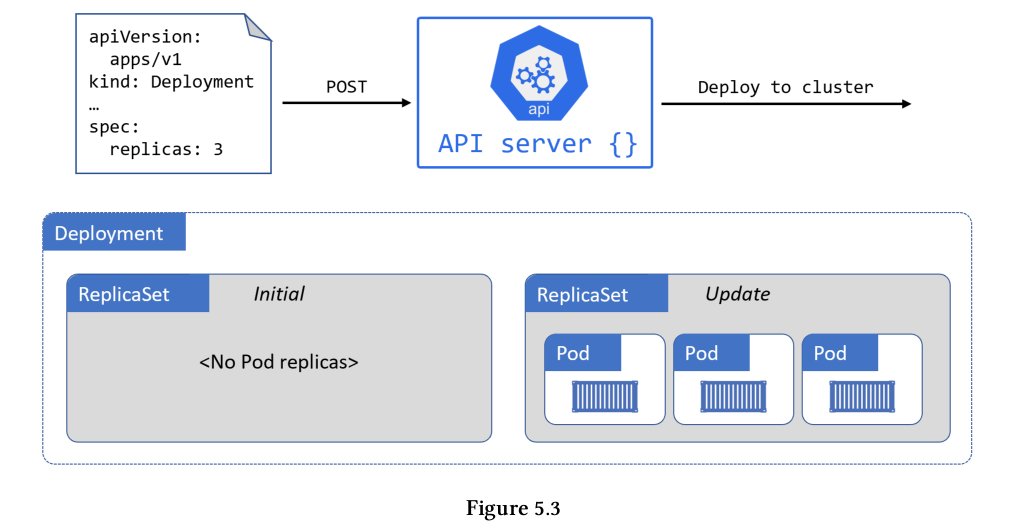 apiVersion:
apps/v1
kind: Deployment
…
spec:
replicas: 3
POST
api
API server {}
Deploy to cluster
Deployment
ReplicaSet
Initial
<No Pod replicas>
ReplicaSet
Update
Pod
Pod
Pod
Figure 5.3